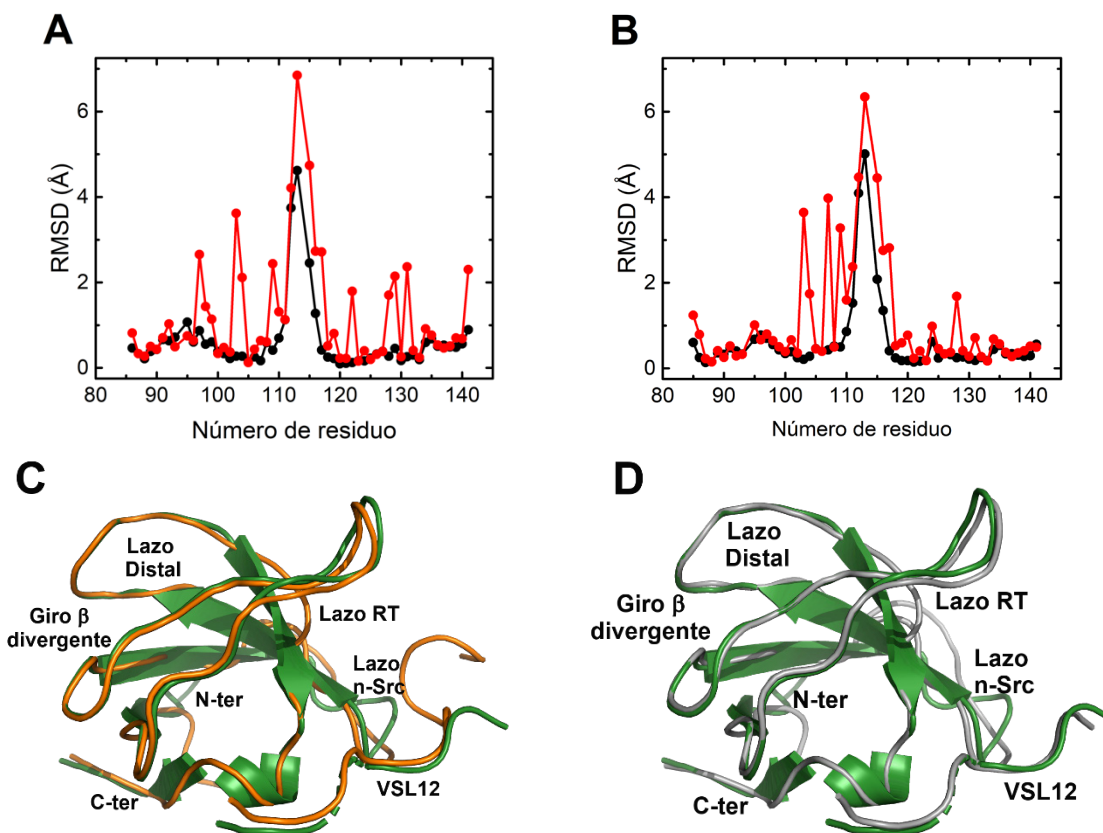 A
RMSD (Å)
6
4
2
0
80 90 100 110 120 130 140
Número de residuo
B
RMSD (Å)
6
4
2
0
80 90 100 110 120 130 140
Número de residuo
C
Lazo
Distal
Giro β
divergente
Lazo RT
Lazo
n-Src
N-ter
VSL12
C-ter
D
Lazo
Distal
Giro β
divergente
Lazo RT
Lazo
n-Src
N-ter
VSL12
C-ter